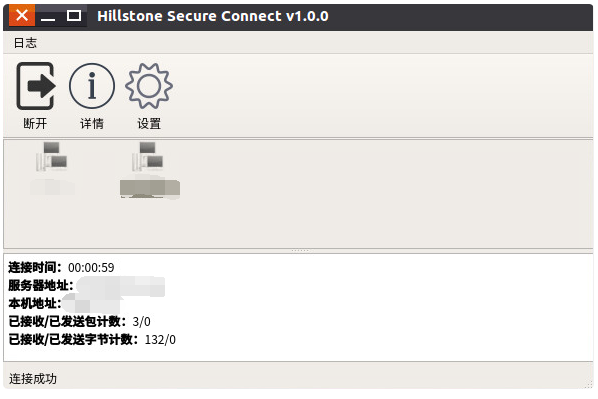 Hillstone Secure Connect v1.0.0
日志
断开 详情 设置
连接时间：00:00:59
服务器地址：
本机地址：
已接收/已发送包计数：3/0
已接收/已发送字节计数：132/0
连接成功